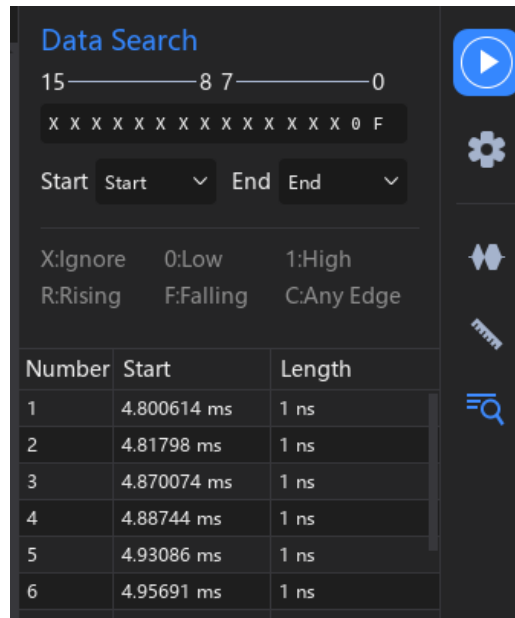 Data Search
15 8 7 0
X X X X X X X X X X X X X X 0 F
Start Start End End
X:Ignore 0:Low 1:High
R:Rising F:Falling C:Any Edge
Number Start Length
1 4.800614 ms 1 ns
2 4.81798 ms 1 ns
3 4.870074 ms 1 ns
4 4.88744 ms 1 ns
5 4.93086 ms 1 ns
6 4.95691 ms 1 ns